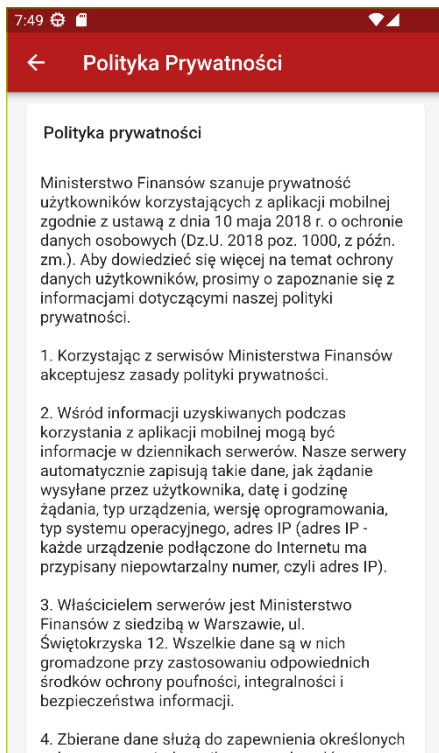 7:49
Polityka Prywatności
Polityka prywatności
Ministerstwo Finansów szanuje prywatność
użytkowników korzystających z aplikacji mobilnej
zgodnie z ustawą z dnia 10 maja 2018 r. o ochronie
danych osobowych (Dz.U. 2018 poz. 1000, z późn.
zm.). Aby dowiedzieć się więcej na temat ochrony
danych użytkowników, prosimy o zapoznanie się z
informacjami dotyczącymi naszej polityki
prywatności.
1. Korzystając z serwisów Ministerstwa Finansów
akceptujesz zasady polityki prywatności.
2. Wśród informacji uzyskiwanych podczas
korzystania z aplikacji mobilnej mogą być
informacje w dziennikach serwerów. Nasze serwery
automatycznie zapisują takie dane, jak żądanie
wysyłane przez użytkownika, datę i godzinę
żądania, typ urządzenia, wersję oprogramowania,
typ systemu operacyjnego, adres IP (adres IP -
każde urządzenie podłączone do Internetu ma
przypisany niepowtarzalny numer, czyli adres IP).
3. Właścicielem serwerów jest Ministerstwo
Finansów z siedzibą w Warszawie, ul.
Świętokrzyska 12. Wszelkie dane są w nich
gromadzone przy zastosowaniu odpowiednich
środków ochrony poufności, integralności i
bezpieczeństwa informacji.
4. Zbierane dane służą do zapewnienia określonych